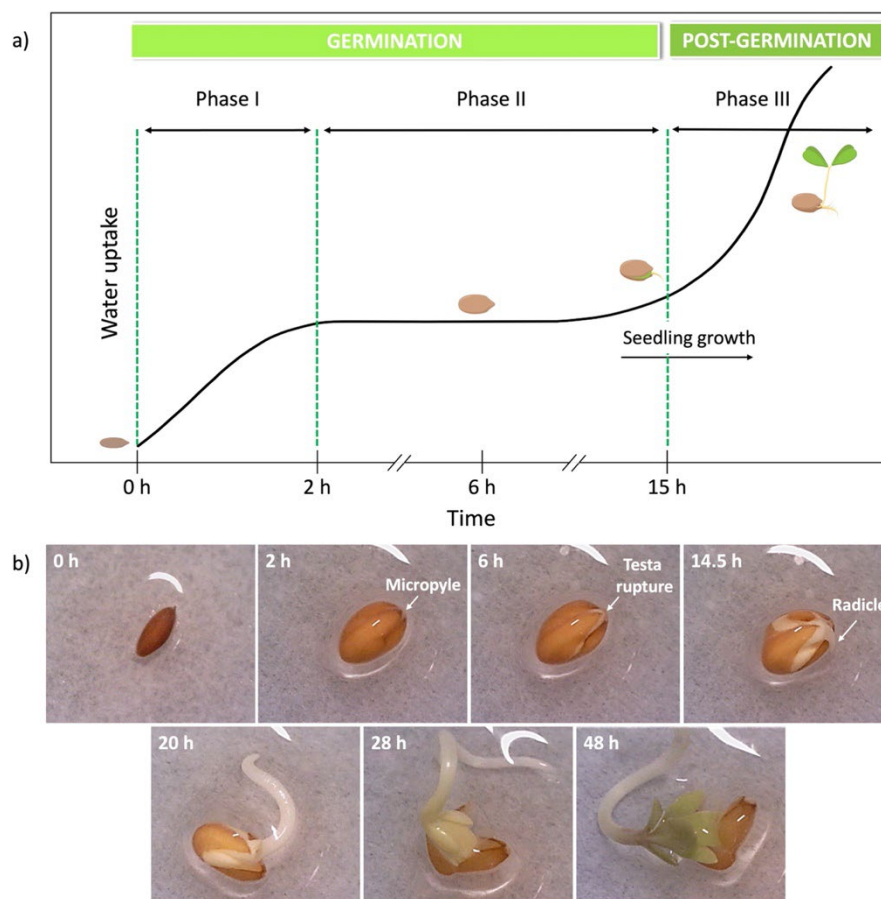 a)
GERMINATION
POST-GERMINATION
Phase I
Phase II
Phase III
Water uptake
Seedling growth
0 h
2 h
6 h
15 h
Time
b)
0 h
2 h
Micropyle
6 h
Testa
rupture
14.5 h
Radicle
20 h
28 h
48 h